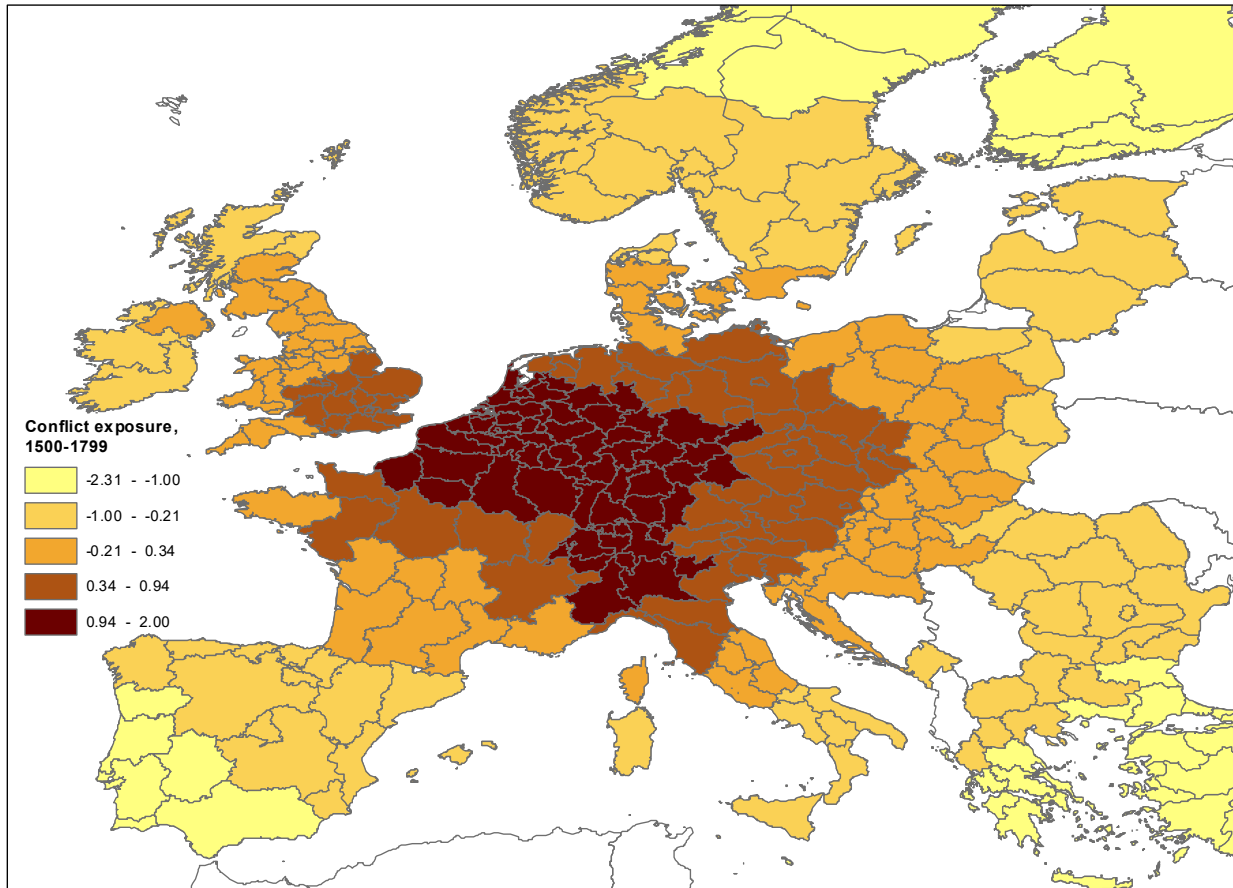 Conflict exposure,
1500-1799
-2.31 - -1.00
-1.00 - -0.21
-0.21 - 0.34
0.34 - 0.94
0.94 - 2.00